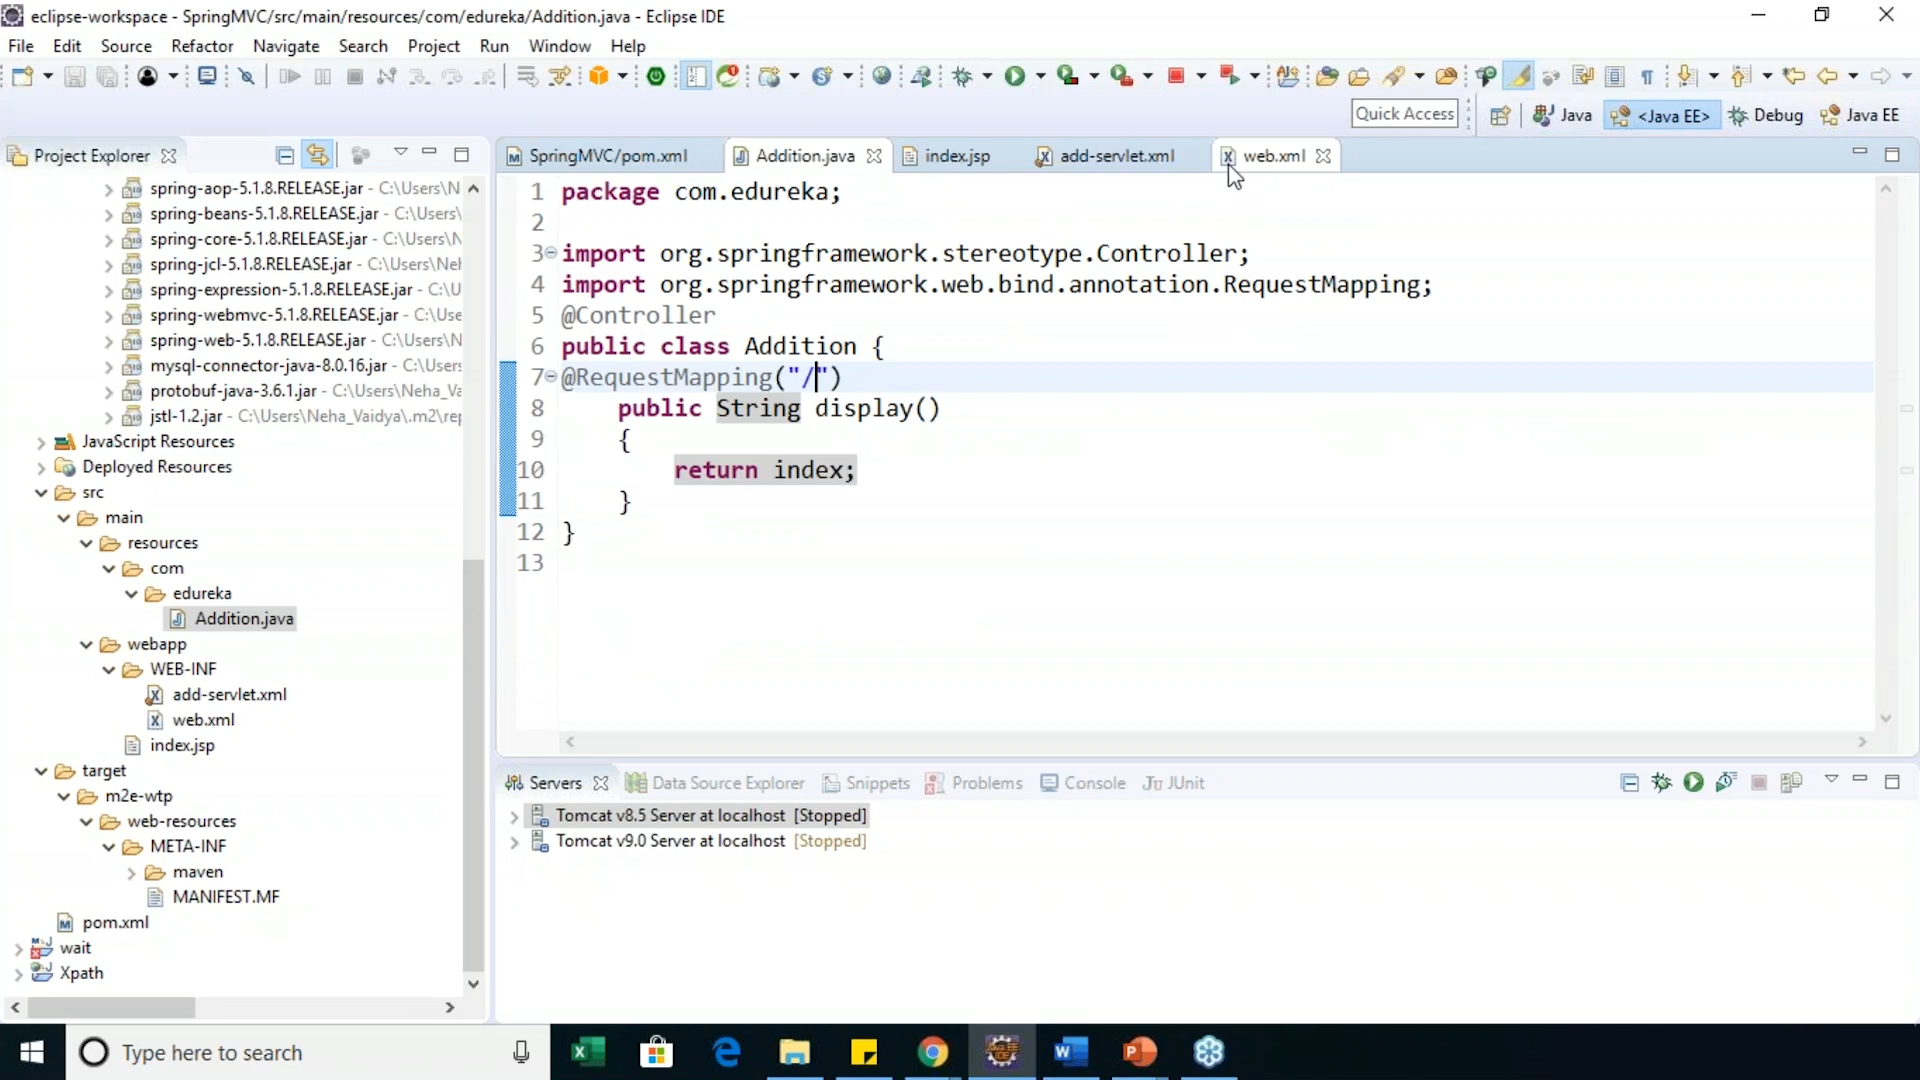 eclipse-workspace - SpringMVC/src/main/resources/com/edureka/Addition.java - Eclipse IDE
File Edit Source Refactor Navigate Search Project Run Window Help
Quick Access Java <Java EE> Debug Java EE
Project Explorer
spring-aop-5.1.8.RELEASE.jar - C:\Users\N
spring-beans-5.1.8.RELEASE.jar - C:\Users\
spring-core-5.1.8.RELEASE.jar - C:\Users\N
spring-jcl-5.1.8.RELEASE.jar - C:\Users\Neh
spring-expression-5.1.8.RELEASE.jar - C:\U
spring-webmvc-5.1.8.RELEASE.jar - C:\Use
spring-web-5.1.8.RELEASE.jar - C:\Users\N
mysql-connector-java-8.0.16.jar - C:\Users
protobuf-java-3.6.1.jar - C:\Users\Neha_Va
jstl-1.2.jar - C:\Users\Neha_Vaidya\.m2\rep
JavaScript Resources
Deployed Resources
src
main
resources
com
edureka
Addition.java
webapp
WEB-INF
add-servlet.xml
web.xml
index.jsp
target
m2e-wtp
web-resources
META-INF
maven
MANIFEST.MF
pom.xml
wait
Xpath
SpringMVC/pom.xml Addition.java index.jsp add-servlet.xml web.xml
1 package com.edureka;
2
3 import org.springframework.stereotype.Controller;
4 import org.springframework.web.bind.annotation.RequestMapping;
5 @Controller
6 public class Addition {
7 @RequestMapping("/")
8 public String display()
9 {
10 return index;
11 }
12 }
13
Servers Data Source Explorer Snippets Problems Console JUnit
Tomcat v8.5 Server at localhost [Stopped]
Tomcat v9.0 Server at localhost [Stopped]
Type here to search